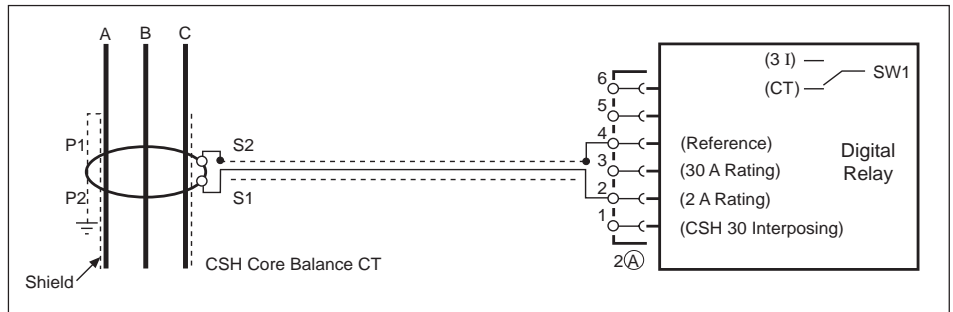 A B C
P1
P2
S2
S1
CSH Core Balance CT
Shield
6
5
4
3
2
1
2A
(3 I)
(CT)
SW1
(Reference)
(30 A Rating)
(2 A Rating)
(CSH 30 Interposing)
Digital
Relay